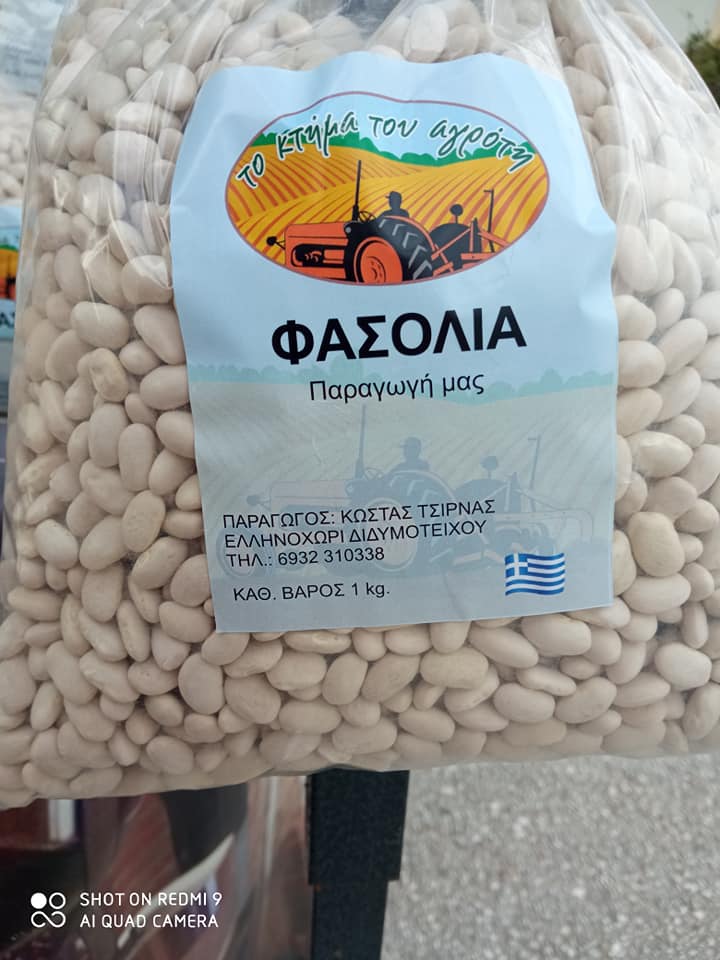 το κτήμα του αγρότη
ΦΑΣΟΛΙΑ
Παραγωγή μας
ΠΑΡΑΓΩΓΟΣ: ΚΩΣΤΑΣ ΤΣΙΡΝΑΣ
ΕΛΛΗΝΟΧΩΡΙ ΔΙΔΥΜΟΤΕΙΧΟΥ
ΤΗΛ.: 6932 310338
ΚΑΘ. ΒΑΡΟΣ 1 kg.
SHOT ON REDMI 9
AI QUAD CAMERA